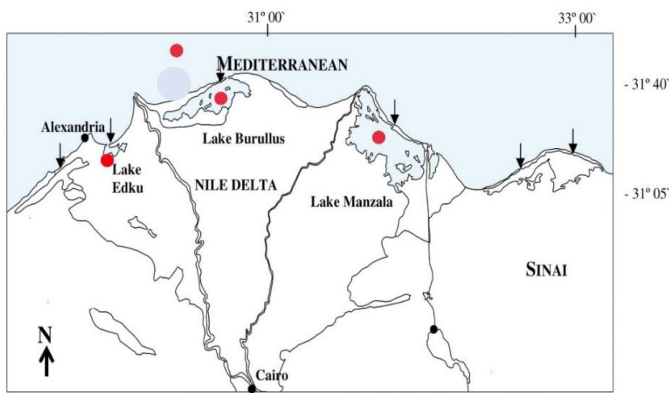 31° 00`
33° 00`
MEDITERRANEAN
- 31° 40
Alexandria
Lake Burullus
Lake
Edku
NILE DELTA
Lake Manzala
- 31° 05`
SINAI
N
Cairo